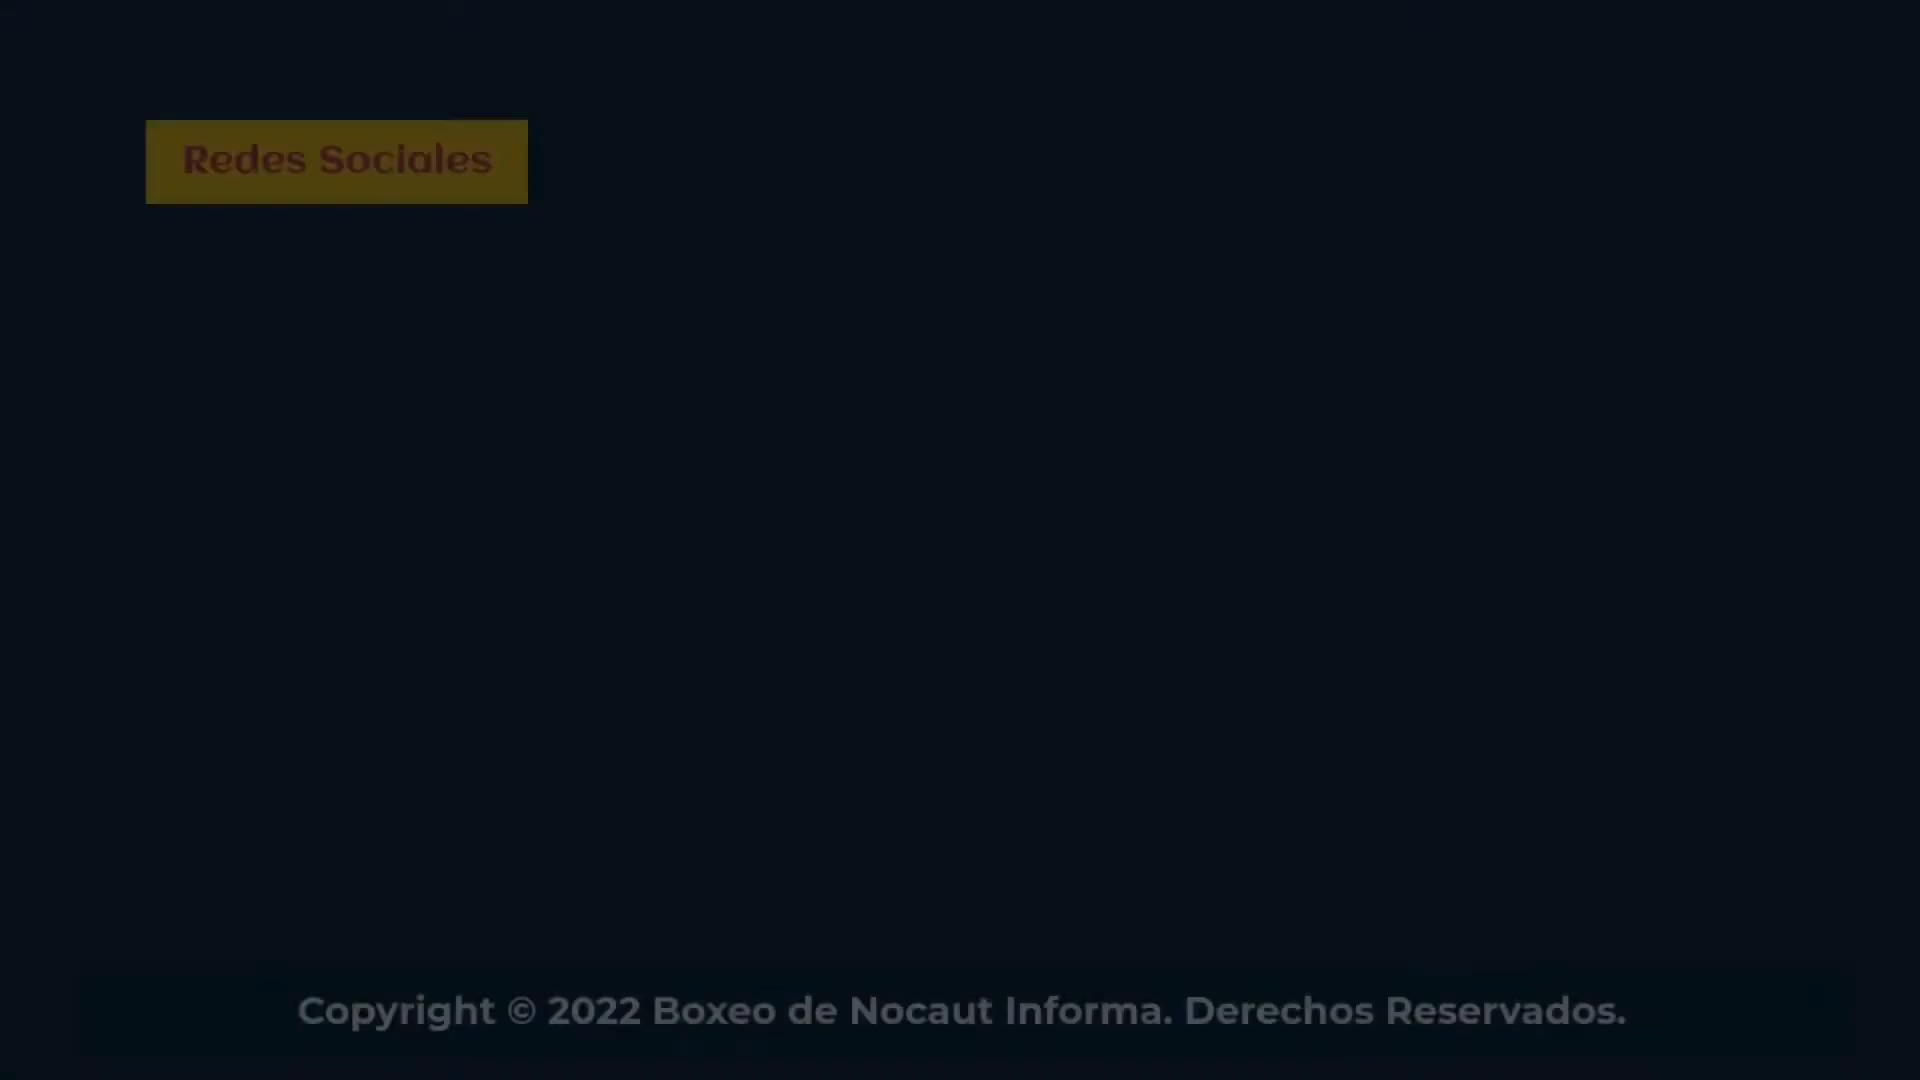 Redes Sociales
Copyright © 2022 Boxeo de Nocaut Informa. Derechos Reservados.